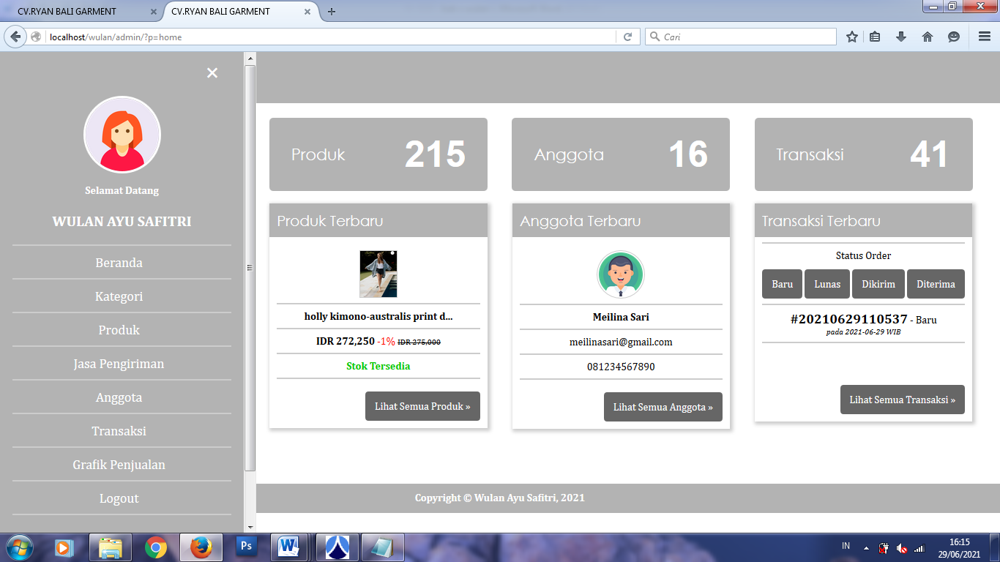 CV.RYAN BALI GARMENT
CV.RYAN BALI GARMENT
localhost/wulan/admin/?p=home
Cari
Selamat Datang
WULAN AYU SAFITRI
Beranda
Kategori
Produk
Jasa Pengiriman
Anggota
Transaksi
Grafik Penjualan
Logout
Produk 215
Anggota 16
Transaksi 41
Produk Terbaru
holly kimono-australis print d...
IDR 272,250 -1% IDR 275,000
Stok Tersedia
Lihat Semua Produk »
Anggota Terbaru
Meilina Sari
meilinasari@gmail.com
081234567890
Lihat Semua Anggota »
Transaksi Terbaru
Status Order
Baru Lunas Dikirim Diterima
#20210629110537 - Baru
pada 2021-06-29 WIB
Lihat Semua Transaksi »
Copyright © Wulan Ayu Safitri, 2021
Ps
W
IN
16:15
29/06/2021